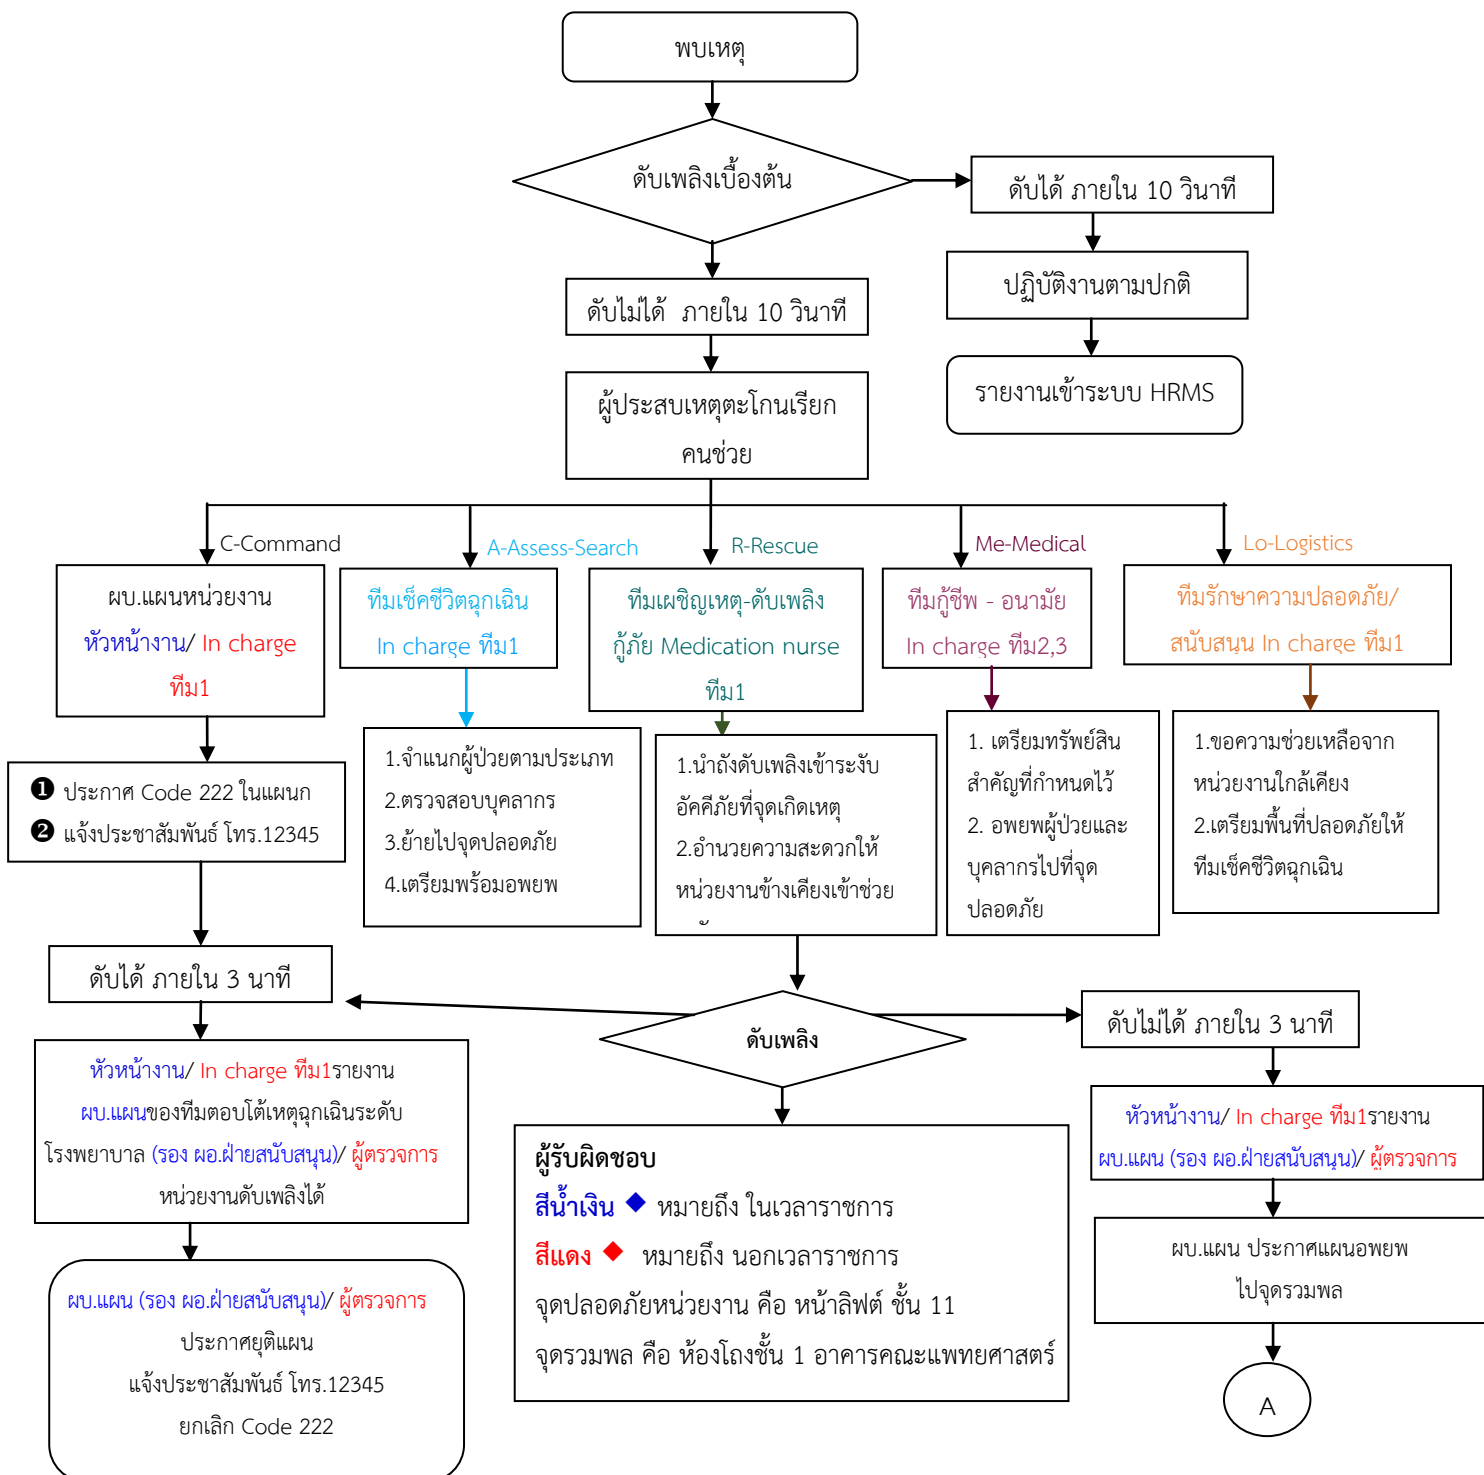 พบเหตุ
ดับเพลิงเบื้องต้น
ดับได้ ภายใน 10 วินาที
ปฏิบัติงานตามปกติ
รายงานเข้าระบบ HRMS
ดับไม่ได้ ภายใน 10 วินาที
ผู้ประสบเหตุตะโกนเรียก
คนช่วย
C-Command
A-Assess-Search
R-Rescue
Me-Medical
Lo-Logistics
ผบ.แผนหน่วยงาน
หัวหน้างาน/ In charge
ทีม1
ทีมเช็คชีวิตฉุกเฉิน
In charge ทีม1
ทีมเผชิญเหตุ-ดับเพลิง
กู้ภัย Medication nurse
ทีม1
ทีมกู้ชีพ - อนามัย
In charge ทีม2,3
ทีมรักษาความปลอดภัย/
สนับสนุน In charge ทีม1
❶ ประกาศ Code 222 ในแผนก
❷ แจ้งประชาสัมพันธ์ โทร.12345
1.จำแนกผู้ป่วยตามประเภท
2.ตรวจสอบบุคลากร
3.ย้ายไปจุดปลอดภัย
4.เตรียมพร้อมอพยพ
1.นำถังดับเพลิงเข้าระงับ
อัคคีภัยที่จุดเกิดเหตุ
2.อำนวยความสะดวกให้
หน่วยงานข้างเคียงเข้าช่วย
1. เตรียมทรัพย์สิน
สำคัญที่กำหนดไว้
2. อพยพผู้ป่วยและ
บุคลากรไปที่จุด
ปลอดภัย
1.ขอความช่วยเหลือจาก
หน่วยงานใกล้เคียง
2.เตรียมพื้นที่ปลอดภัยให้
ทีมเช็คชีวิตฉุกเฉิน
ดับได้ ภายใน 3 นาที
ดับเพลิง
ดับไม่ได้ ภายใน 3 นาที
หัวหน้างาน/ In charge ทีม1รายงาน
ผบ.แผนของทีมตอบโต้เหตุฉุกเฉินระดับ
โรงพยาบาล (รอง ผอ.ฝ่ายสนับสนุน)/ ผู้ตรวจการ
หน่วยงานดับเพลิงได้
ผบ.แผน (รอง ผอ.ฝ่ายสนับสนุน)/ ผู้ตรวจการ
ประกาศยุติแผน
แจ้งประชาสัมพันธ์ โทร.12345
ยกเลิก Code 222
ผู้รับผิดชอบ
สีน้ำเงิน ◆ หมายถึง ในเวลาราชการ
สีแดง ◆ หมายถึง นอกเวลาราชการ
จุดปลอดภัยหน่วยงาน คือ หน้าลิฟต์ ชั้น 11
จุดรวมพล คือ ห้องโถงชั้น 1 อาคารคณะแพทยศาสตร์
หัวหน้างาน/ In charge ทีม1รายงาน
ผบ.แผน (รอง ผอ.ฝ่ายสนับสนุน)/ ผู้ตรวจการ
ผบ.แผน ประกาศแผนอพยพ
ไปจุดรวมพล
A